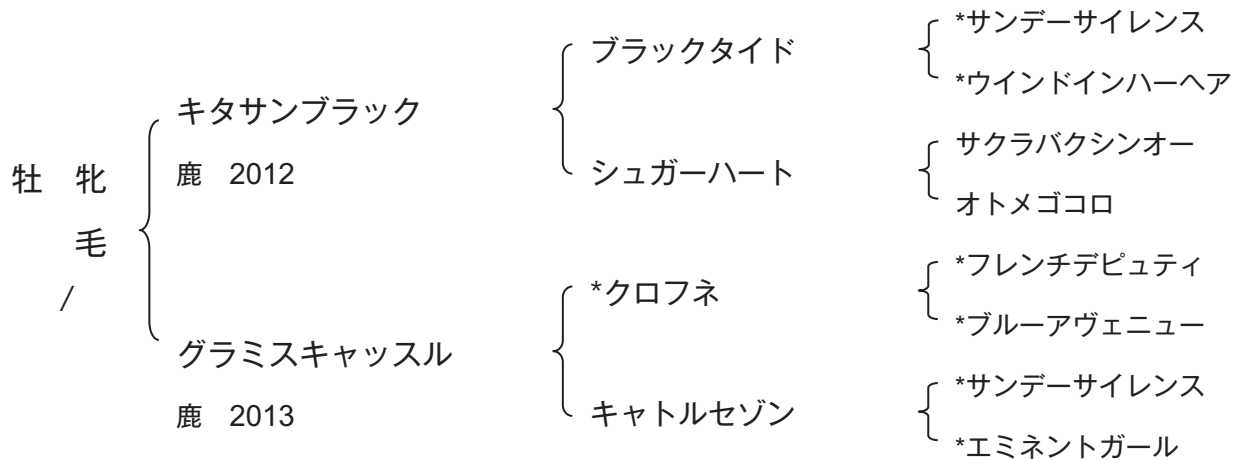 *サンデーサイレンス
ブラックタイド
*ウインドインハーヘア
キタサンブラック
サクラバクシンオー
牡 牝
鹿 2012
シュガーハート
オトメゴコロ
毛
*フレンチデピュティ
/
*クロフネ
*ブルーアヴェニュー
グラミスキャッスル
*サンデーサイレンス
鹿 2013
キャトルセゾン
*エミネントガール